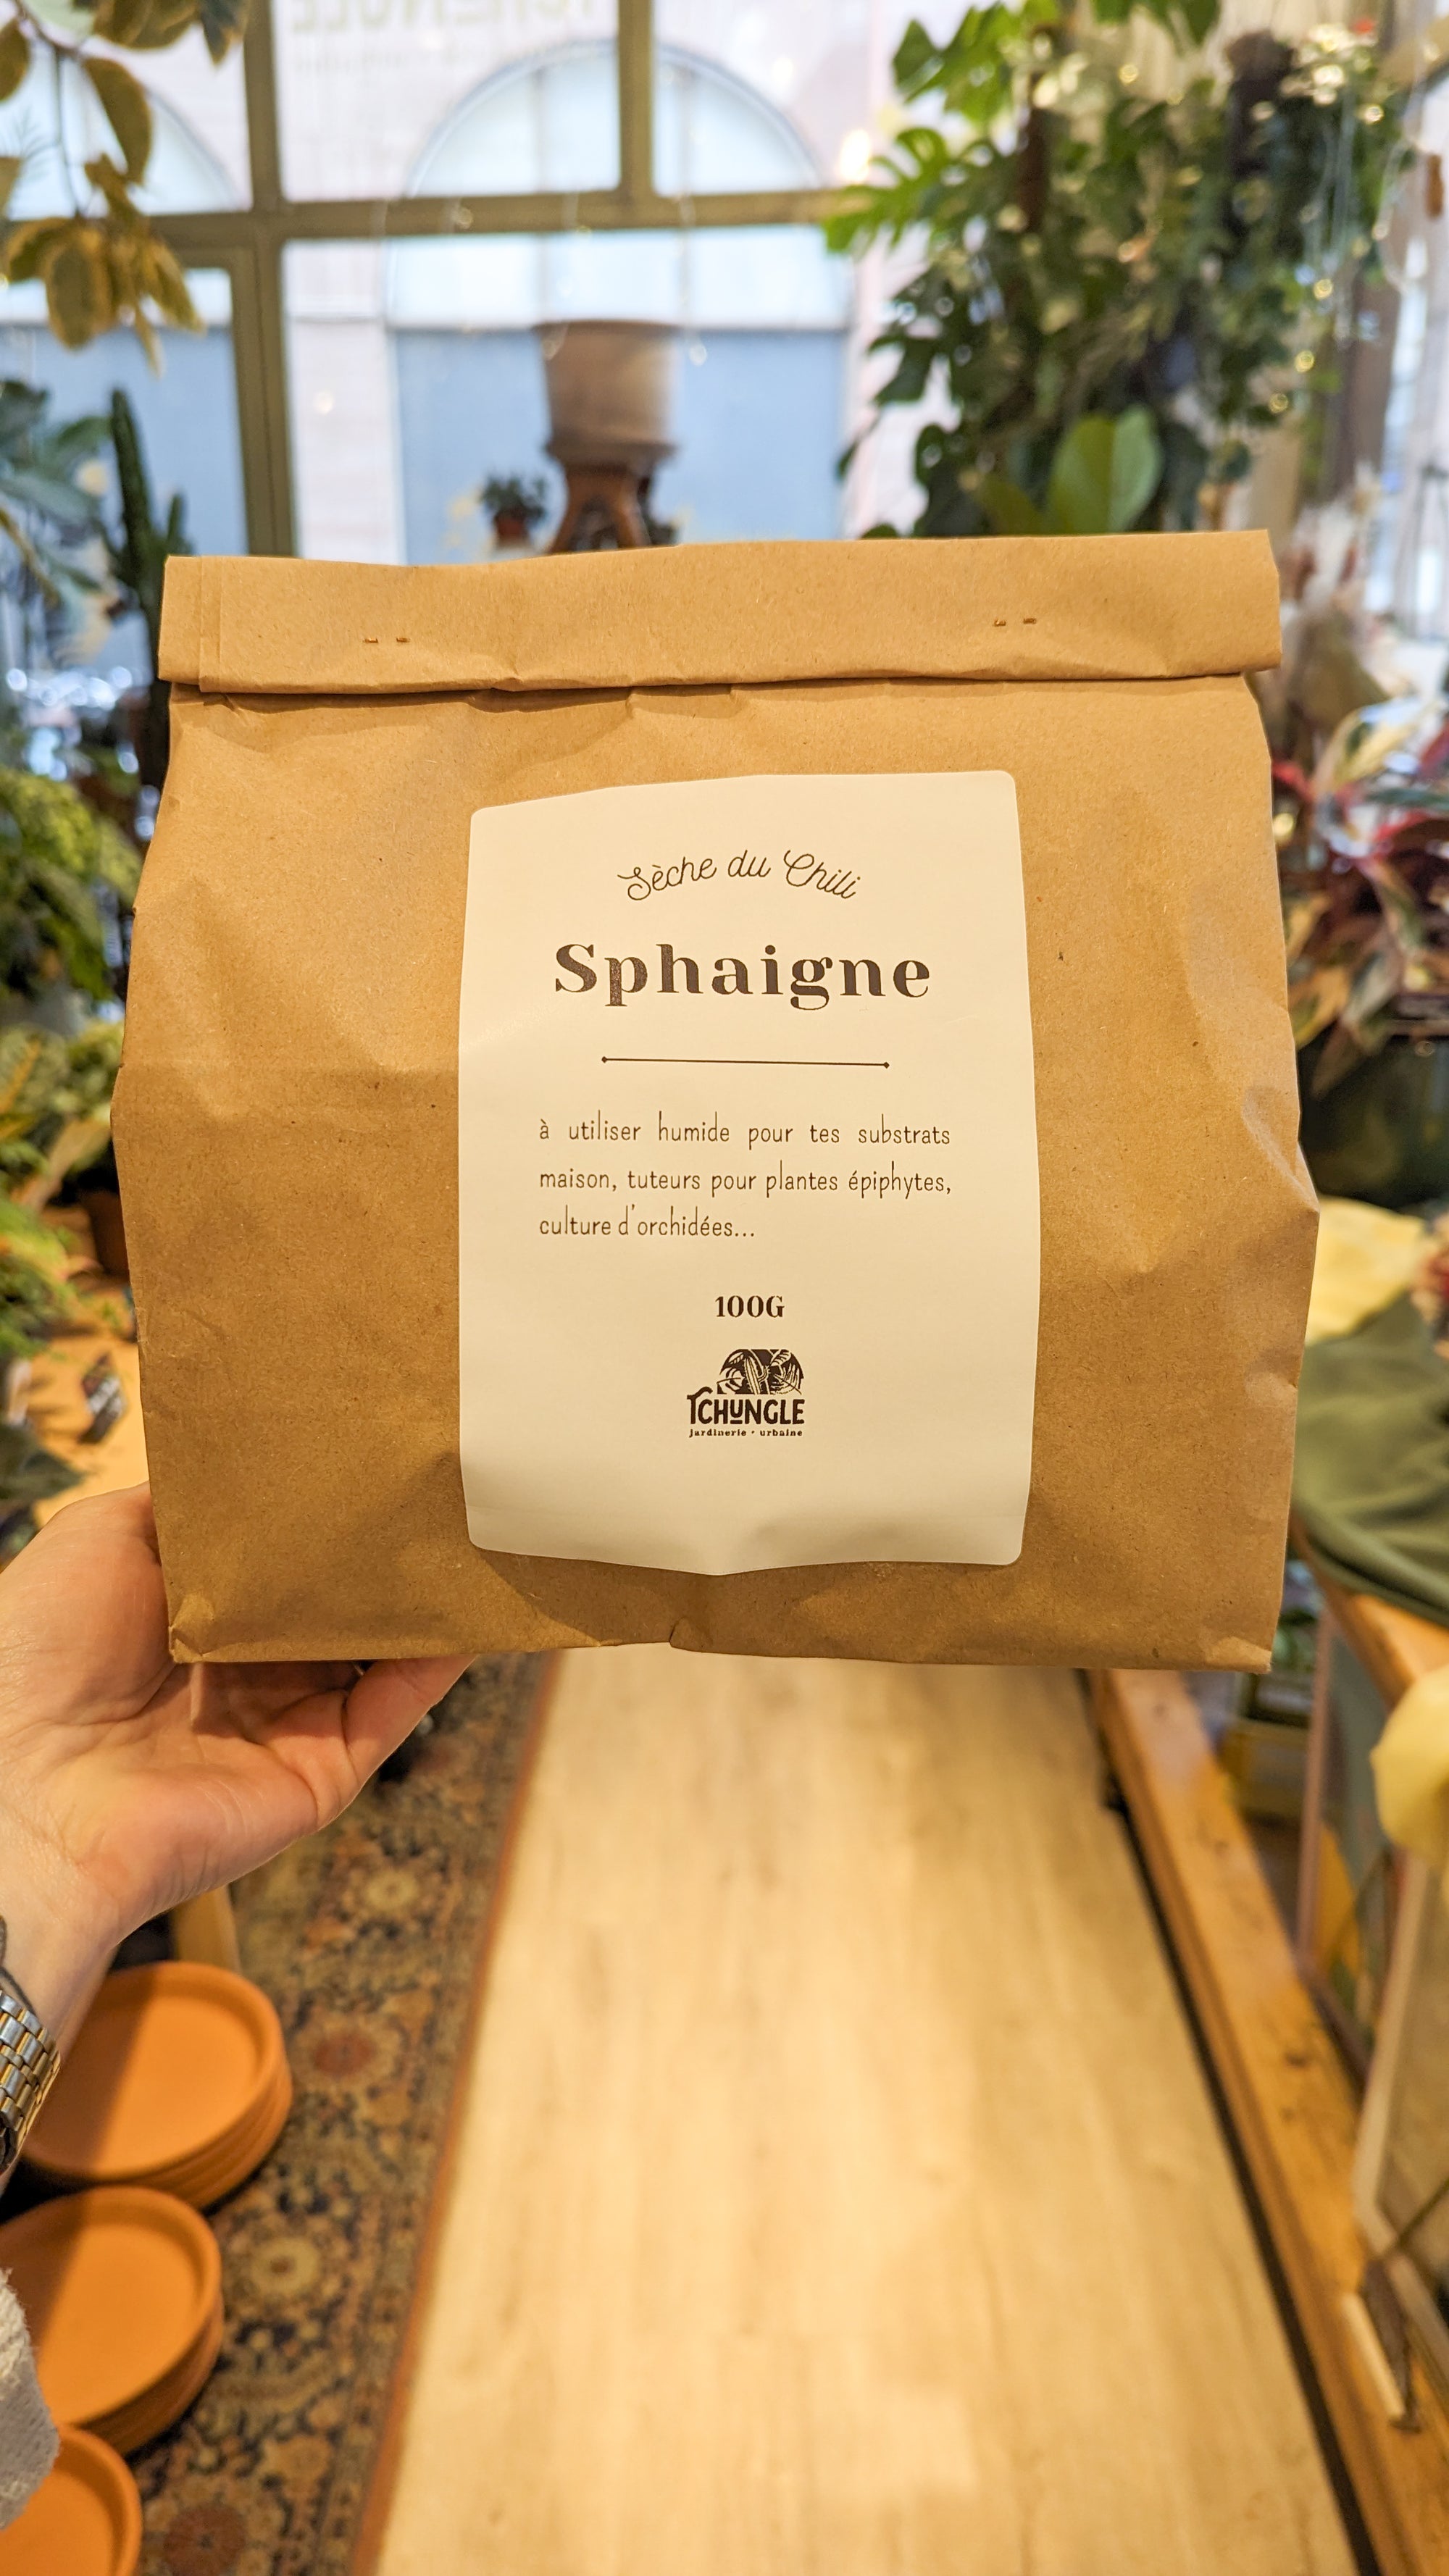 Sèche du Chili
Sphaigne
à utiliser humide pour tes substrats
maison, tuteurs pour plantes épiphytes,
culture d'orchidées...
100G
TCHUNGLE
jardinerie • urbaine